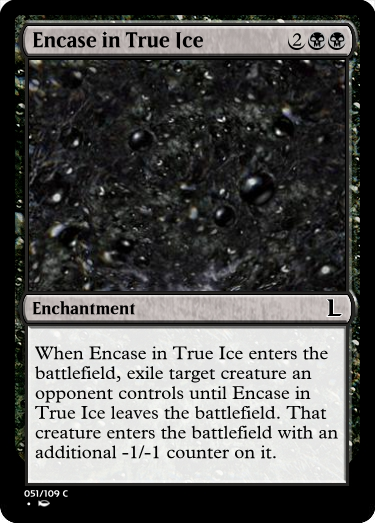 Encase in True Ice 2
Enchantment L
When Encase in True Ice enters the
battlefield, exile target creature an
opponent controls until Encase in
True Ice leaves the battlefield. That
creature enters the battlefield with an
additional -1/-1 counter on it.
051/109 C